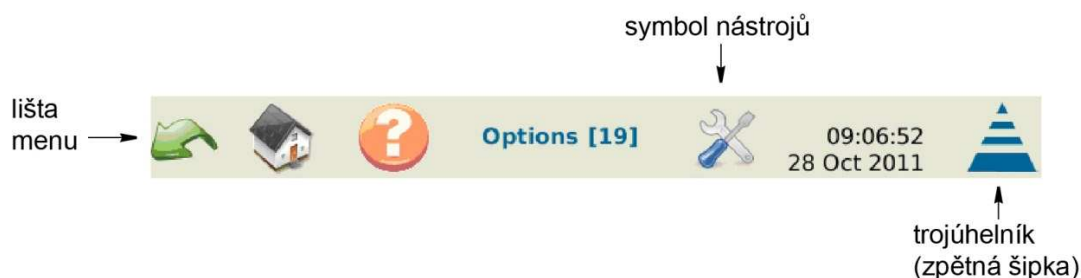 symbol nástrojů
lišta
menu
Options [19]
09:06:52
28 Oct 2011
trojúhelník
(zpětná šipka)